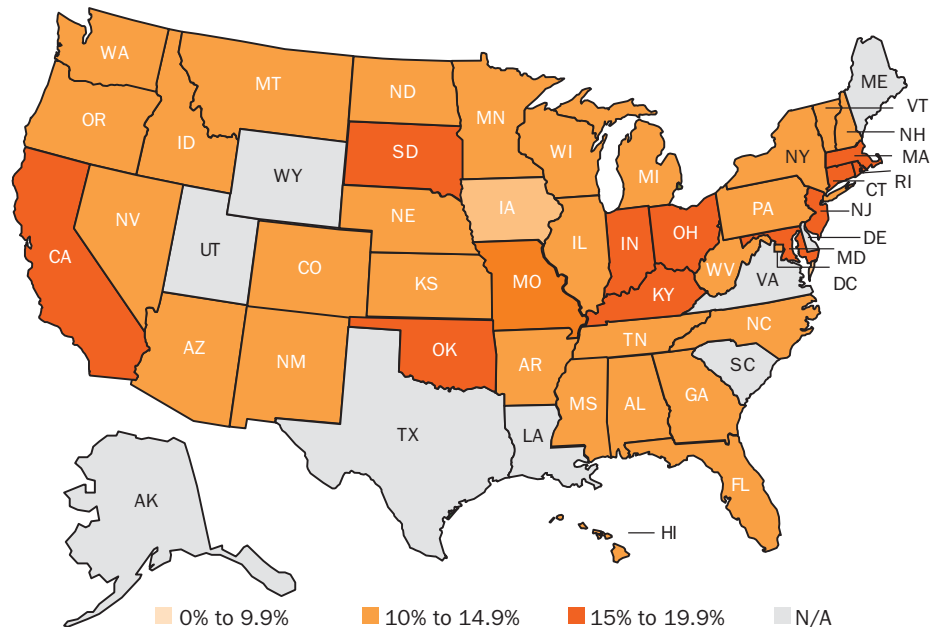 WA
MT
ND
MN
ME
VT
NH
MA
RI
CT
OR
ID
SD
WI
MI
NY
WY
IA
PA
NJ
NV
NE
IL
IN
OH
DE
MD
DC
CA
UT
CO
KS
MO
WV
VA
KY
AZ
NM
OK
AR
TN
NC
SC
TX
LA
MS
AL
GA
FL
AK
HI
0% to 9.9%
10% to 14.9%
15% to 19.9%
N/A